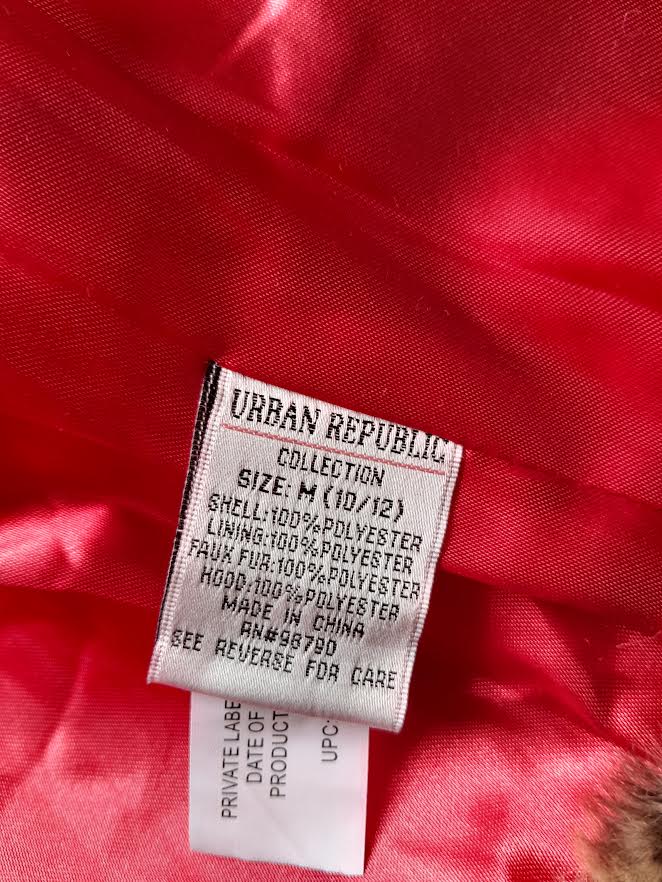 URBAN REPUBLIC
COLLECTION
SIZE: M (10/12)
SHELL:100%POLYESTER
LINING:100%POLYESTER
FAUX FUR:100%POLYESTER
HOOD:100%POLYESTER
MADE IN CHINA
RN#98790
SEE REVERSE FOR CARE
PRIVATE LABE
DATE OF
PRODUCT
UPC: